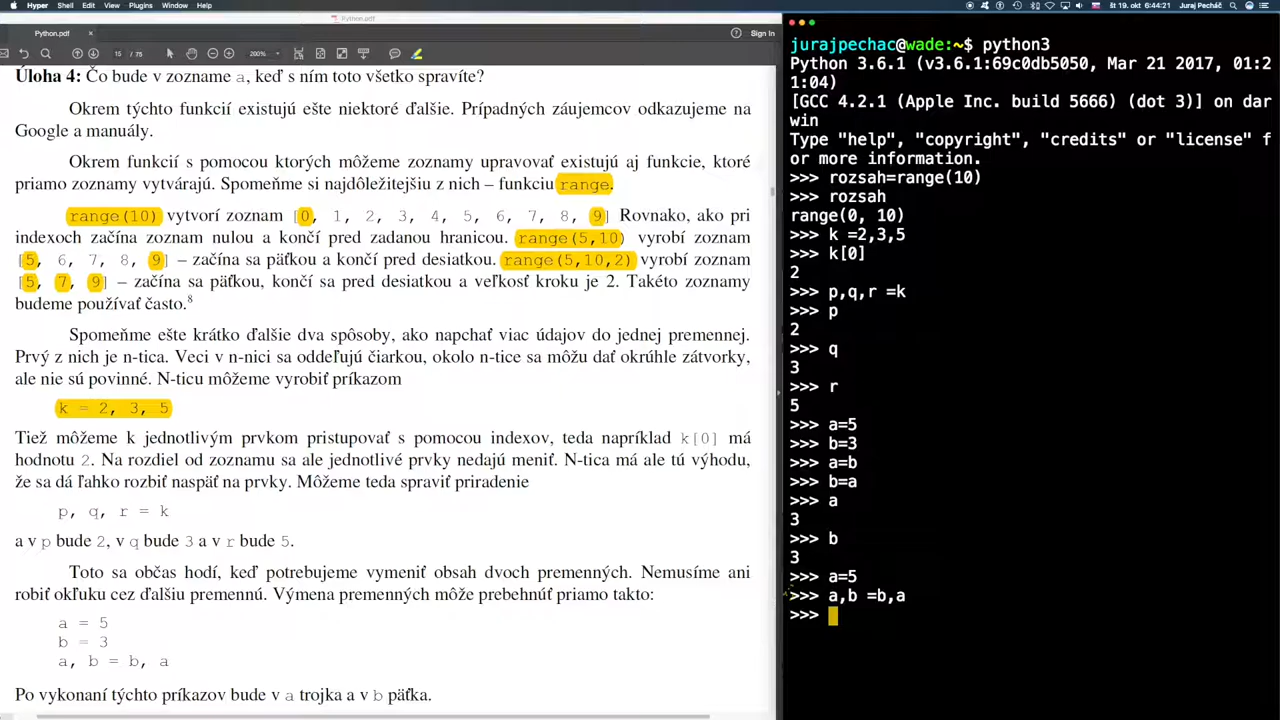 Hyper Shell Edit View Plugins Window Help
št 19. okt 6:44:21 Juraj Pecháč
Python.pdf
Python.pdf
Sign In
15 / 75
200%
Úloha 4: Čo bude v zozname a, keď s ním toto všetko spravíte?
Okrem týchto funkcií existujú ešte niektoré ďalšie. Prípadných záujemcov odkazujeme na
Google a manuály.
Okrem funkcií s pomocou ktorých môžeme zoznamy upravovať existujú aj funkcie, ktoré
priamo zoznamy vytvárajú. Spomeňme si najdôležitejšiu z nich – funkciu range.
range(10) vytvorí zoznam [0, 1, 2, 3, 4, 5, 6, 7, 8, 9] Rovnako, ako pri
indexoch začína zoznam nulou a končí pred zadanou hranicou. range(5,10) vyrobí zoznam
[5, 6, 7, 8, 9] – začína sa päťkou a končí pred desiatkou. range(5,10,2) vyrobí zoznam
[5, 7, 9] – začína sa päťkou, končí sa pred desiatkou a veľkosť kroku je 2. Takéto zoznamy
budeme používať často.8
Spomeňme ešte krátko ďalšie dva spôsoby, ako napchať viac údajov do jednej premennej.
Prvý z nich je n-tica. Veci v n-nici sa oddeľujú čiarkou, okolo n-tice sa môžu dať okrúhle zátvorky,
ale nie sú povinné. N-ticu môžeme vyrobiť príkazom
k = 2, 3, 5
Tiež môžeme k jednotlivým prvkom pristupovať s pomocou indexov, teda napríklad k[0] má
hodnotu 2. Na rozdiel od zoznamu sa ale jednotlivé prvky nedajú meniť. N-tica má ale tú výhodu,
že sa dá ľahko rozbiť naspäť na prvky. Môžeme teda spraviť priradenie
p, q, r = k
a v p bude 2, v q bude 3 a v r bude 5.
Toto sa občas hodí, keď potrebujeme vymeniť obsah dvoch premenných. Nemusíme ani
robiť okľuku cez ďalšiu premennú. Výmena premenných môže prebehnúť priamo takto:
a = 5
b = 3
a, b = b, a
Po vykonaní týchto príkazov bude v a trojka a v b päťka.
jurajpechac@wade:~$ python3
Python 3.6.1 (v3.6.1:69c0db5050, Mar 21 2017, 01:2
1:04)
[GCC 4.2.1 (Apple Inc. build 5666) (dot 3)] on dar
win
Type "help", "copyright", "credits" or "license" f
or more information.
>>> rozsah=range(10)
>>> rozsah
range(0, 10)
>>> k =2,3,5
>>> k[0]
2
>>> p,q,r =k
>>> p
2
>>> q
3
>>> r
5
>>> a=5
>>> b=3
>>> a=b
>>> b=a
>>> a
3
>>> b
3
>>> a=5
>>> a,b =b,a
>>>